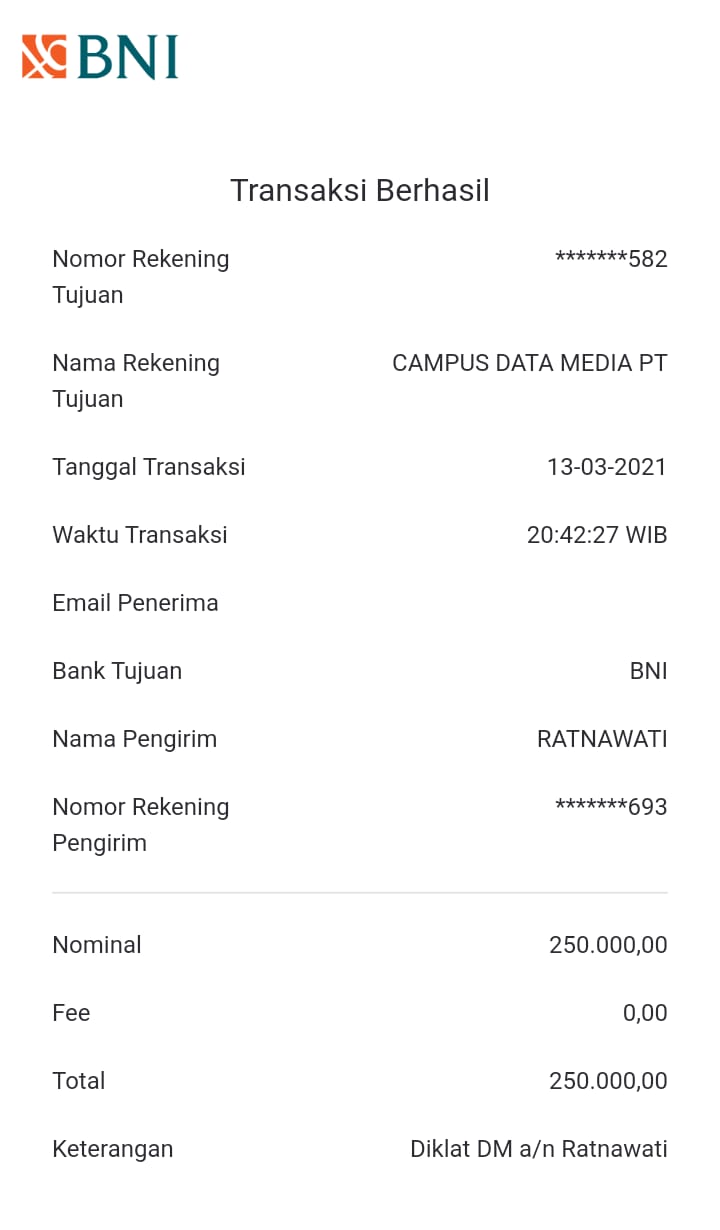 BNI
Transaksi Berhasil
Nomor Rekening Tujuan *******582
Nama Rekening Tujuan CAMPUS DATA MEDIA PT
Tanggal Transaksi 13-03-2021
Waktu Transaksi 20:42:27 WIB
Email Penerima
Bank Tujuan BNI
Nama Pengirim RATNAWATI
Nomor Rekening Pengirim *******693
Nominal 250.000,00
Fee 0,00
Total 250.000,00
Keterangan Diklat DM a/n Ratnawati